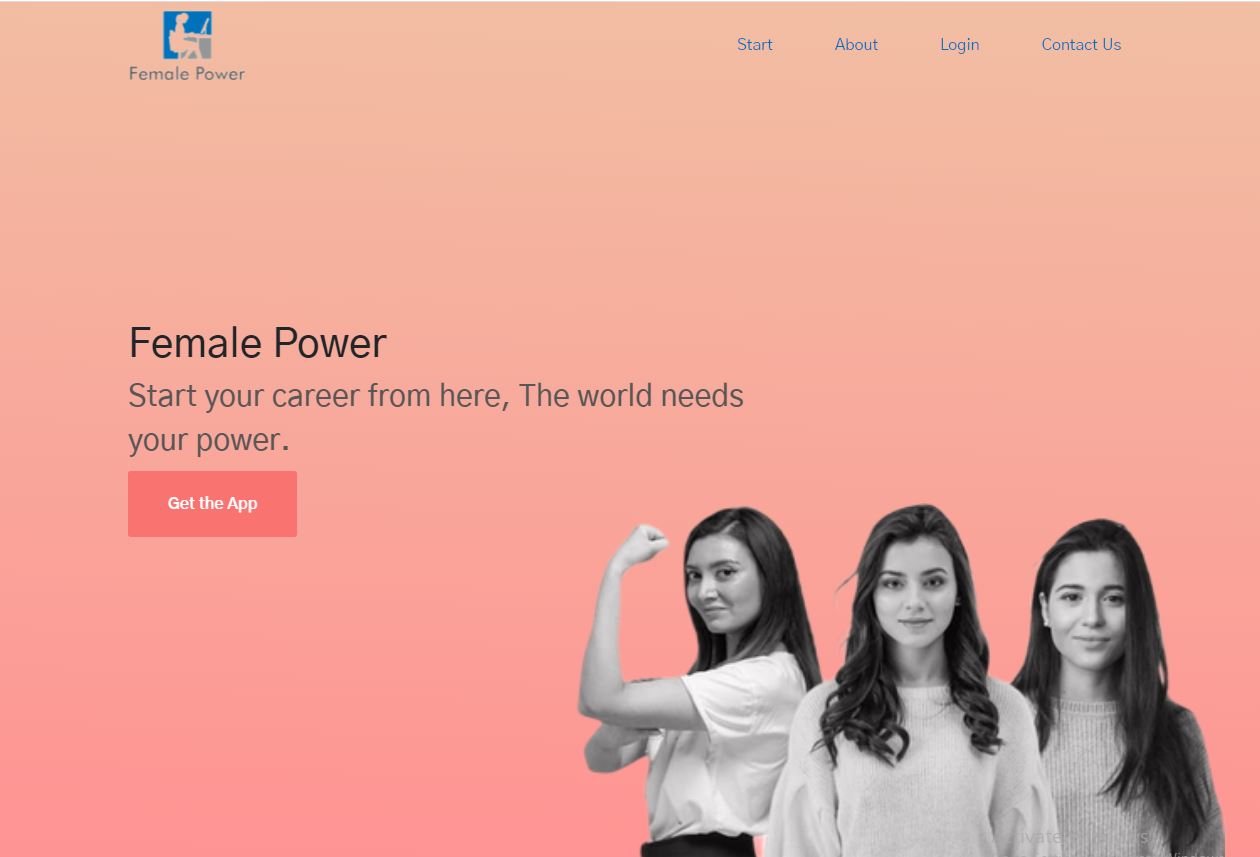 Female Power
Start
About
Login
Contact Us
Female Power
Start your career from here, The world needs
your power.
Get the App